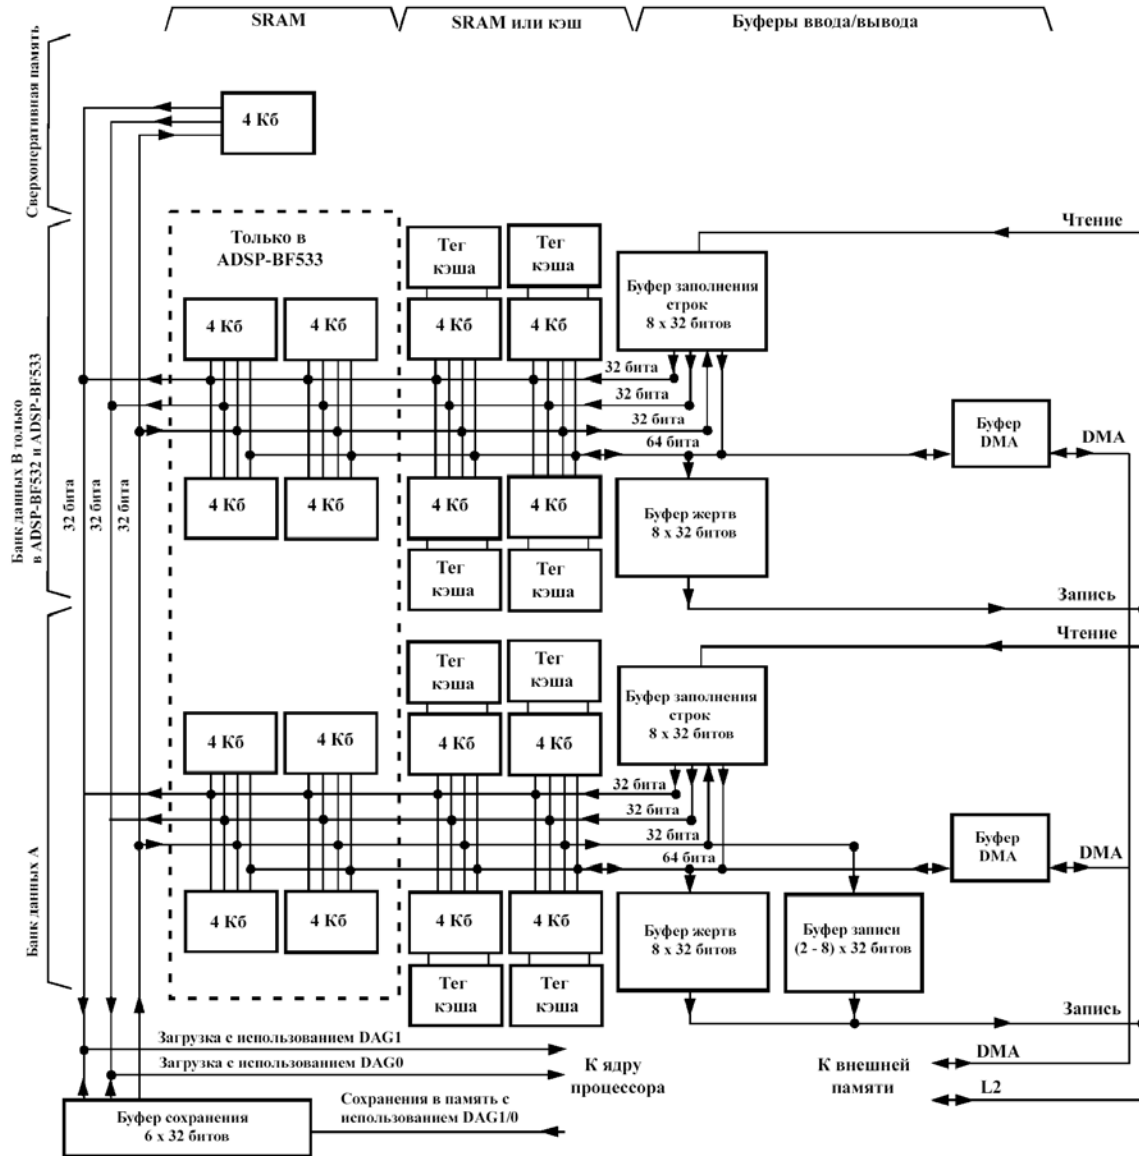 SRAM
SRAM или кэш
Буферы ввода/вывода
Сверхоперативная память
4 Кб
Банк данных B только
в ADSP-BF532 и ADSP-BF533
Только в
ADSP-BF533
Тег
кэша
Тег
кэша
Чтение
Буфер заполнения
строк
8 x 32 битов
4 Кб
4 Кб
4 Кб
4 Кб
32 бита
32 бита
32 бита
64 бита
Буфер
DMA
DMA
32 бита
32 бита
32 бита
4 Кб
4 Кб
4 Кб
4 Кб
Буфер жертв
8 x 32 битов
Тег
кэша
Тег
кэша
Запись
Банк данных A
Чтение
Тег
кэша
Тег
кэша
Буфер заполнения
строк
8 x 32 битов
4 Кб
4 Кб
4 Кб
4 Кб
32 бита
32 бита
64 бита
Буфер
DMA
DMA
4 Кб
4 Кб
4 Кб
4 Кб
Буфер жертв
8 x 32 битов
Буфер записи
(2 - 8) x 32 битов
Тег
кэша
Тег
кэша
Запись
Загрузка с использованием DAG1
Загрузка с использованием DAG0
К ядру
процессора
К внешней
памяти
DMA
L2
Сохранения в память с
использованием DAG1/0
Буфер сохранения
6 x 32 битов